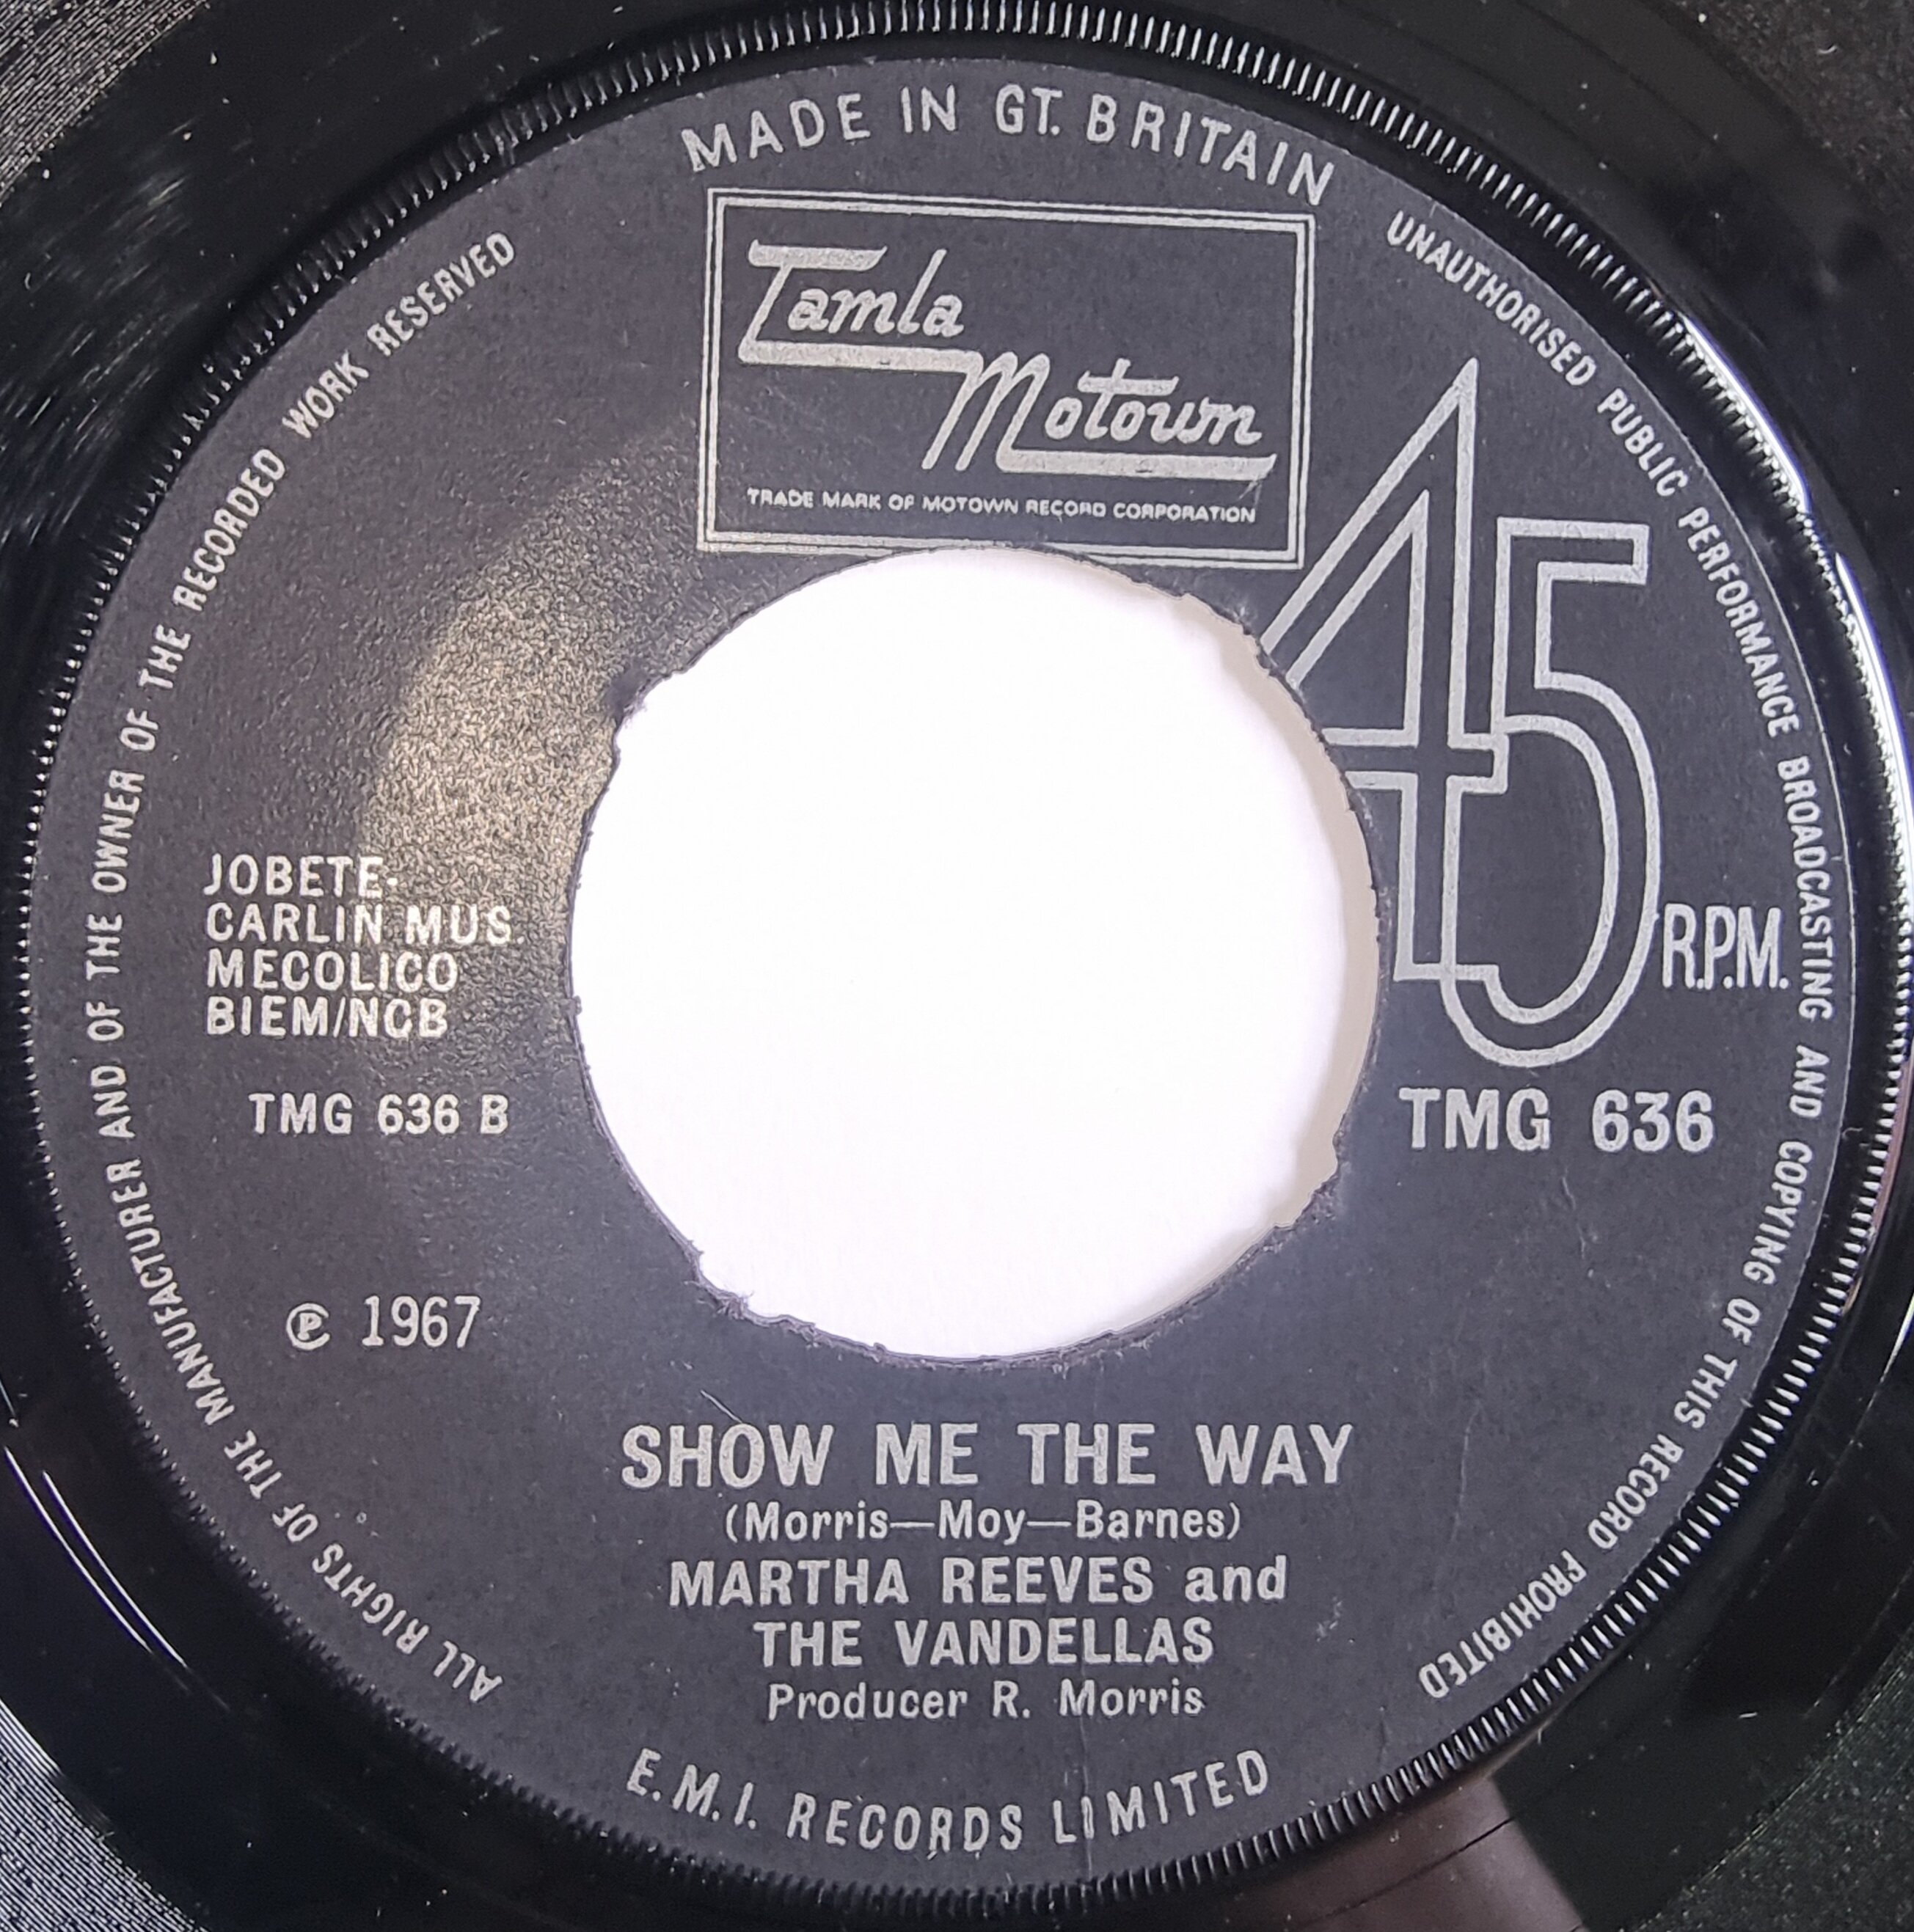 MADE IN GT. BRITAIN
UNAUTHORISED PUBLIC PERFORMANCE BROADCASTING AND COPYING OF THIS RECORD PROHIBITED
Tamla
Motown
TRADE MARK OF MOTOWN RECORD CORPORATION
45
R.P.M.
TMG 636
JOBETE-
CARLIN MUS.
MECOLICO
BIEM/NCB
TMG 636 B
℗ 1967
SHOW ME THE WAY
(Morris—Moy—Barnes)
MARTHA REEVES and
THE VANDELLAS
Producer R. Morris
E.M.I. RECORDS LIMITED
ALL RIGHTS OF THE MANUFACTURER AND OF THE OWNER OF THE RECORDED WORK RESERVED